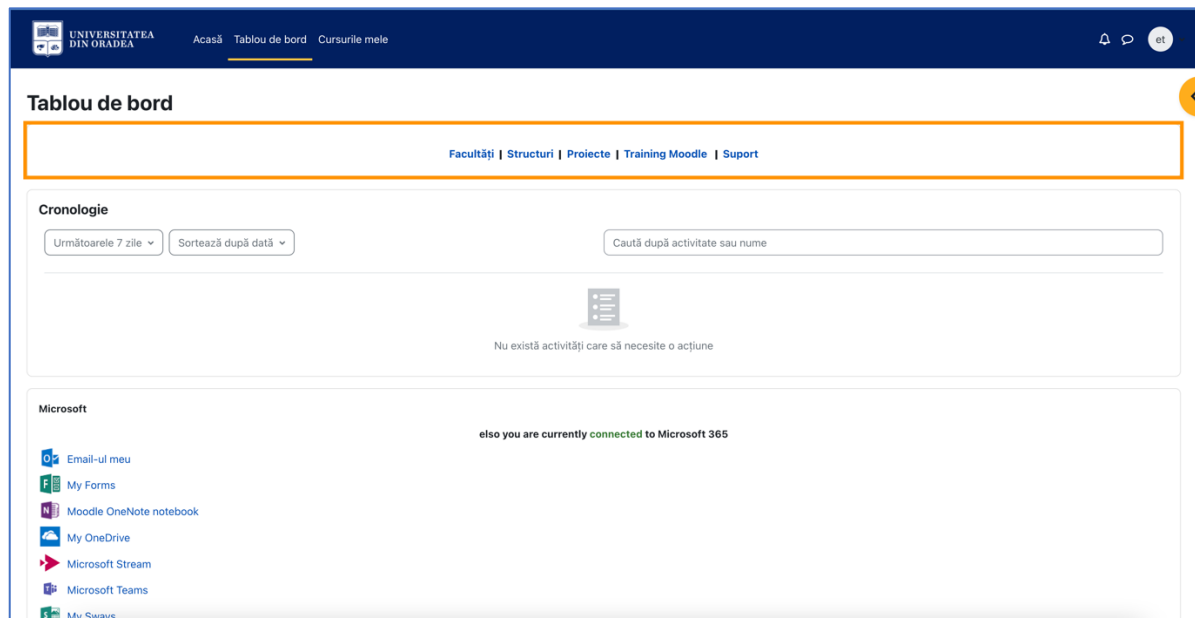 UNIVERSITATEA
DIN ORADEA
Acasă Tablou de bord Cursurile mele
et
Tablou de bord
Facultăți | Structuri | Proiecte | Training Moodle | Suport
Cronologie
Următoarele 7 zile Sortează după dată Caută după activitate sau nume
Nu există activități care să necesite o acțiune
Microsoft
elso you are currently connected to Microsoft 365
Email-ul meu
My Forms
Moodle OneNote notebook
My OneDrive
Microsoft Stream
Microsoft Teams
My Sways